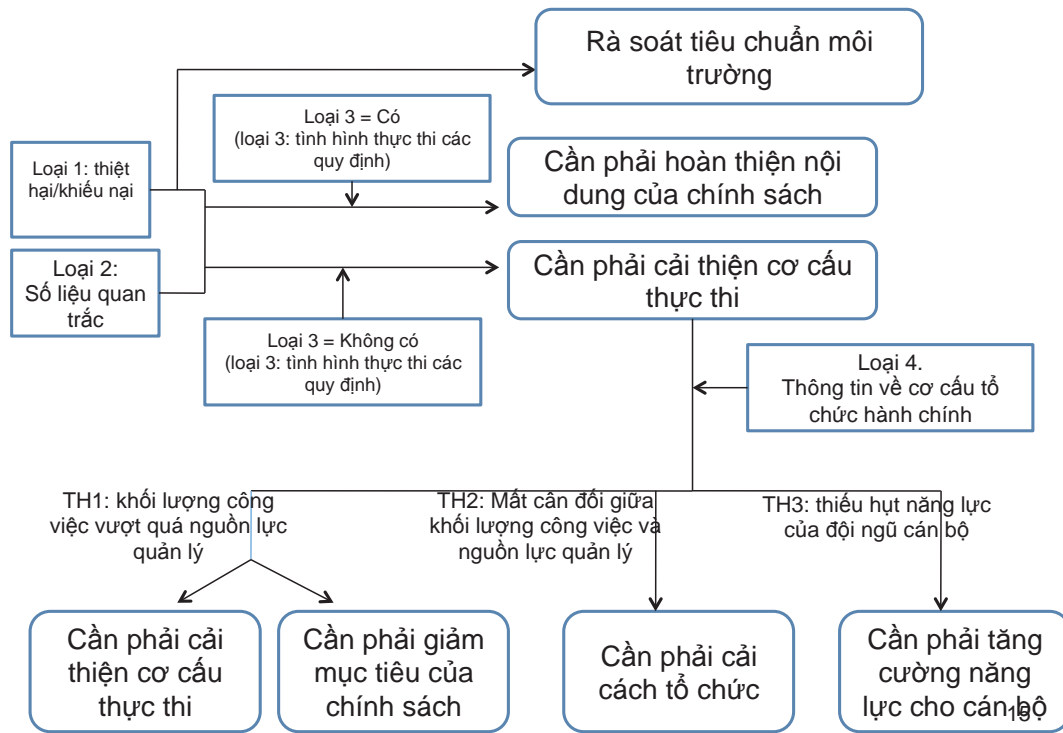 Rà soát tiêu chuẩn môi
trường
Loại 3 = Có
(loại 3: tình hình thực thi các
quy định)
Loại 1: thiệt
hại/khiếu nại
Cần phải hoàn thiện nội
dung của chính sách
Loại 2:
Số liệu quan
trắc
Cần phải cải thiện cơ cấu
thực thi
Loại 3 = Không có
(loại 3: tình hình thực thi các
quy định)
Loại 4.
Thông tin về cơ cấu tổ
chức hành chính
TH1: khối lượng công
việc vượt quá nguồn lực
quản lý
TH2: Mất cân đối giữa
khối lượng công việc và
nguồn lực quản lý
TH3: thiếu hụt năng lực
của đội ngũ cán bộ
Cần phải cải
thiện cơ cấu
thực thi
Cần phải giảm
mục tiêu của
chính sách
Cần phải cải
cách tổ chức
Cần phải tăng
cường năng
lực cho cán bộ
15